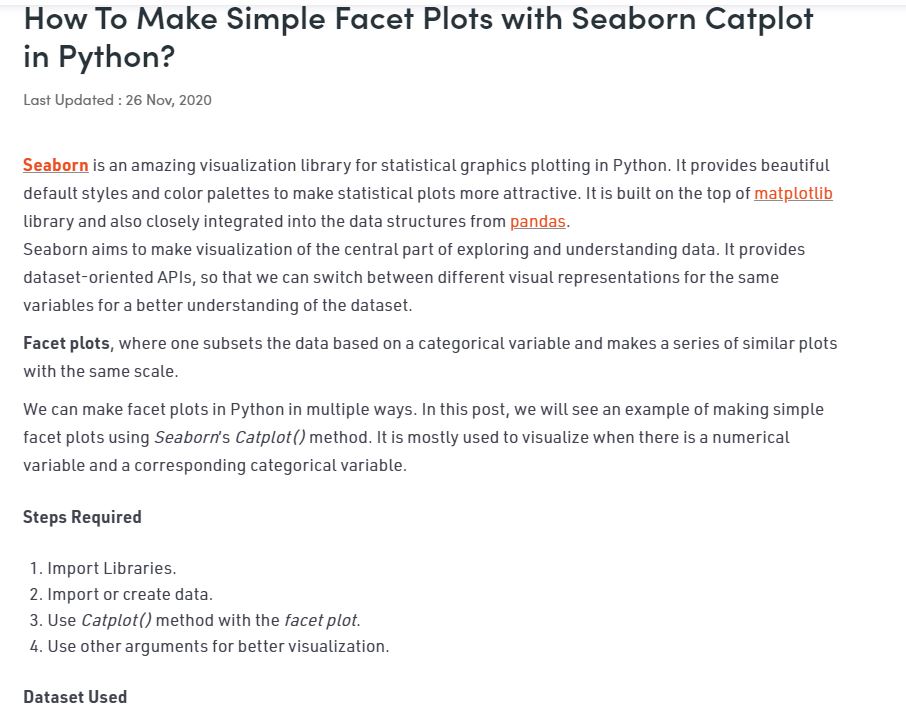 How To Make Simple Facet Plots with Seaborn Catplot
in Python?
Last Updated : 26 Nov, 2020
Seaborn is an amazing visualization library for statistical graphics plotting in Python. It provides beautiful
default styles and color palettes to make statistical plots more attractive. It is built on the top of matplotlib
library and also closely integrated into the data structures from pandas.
Seaborn aims to make visualization of the central part of exploring and understanding data. It provides
dataset-oriented APIs, so that we can switch between different visual representations for the same
variables for a better understanding of the dataset.
Facet plots, where one subsets the data based on a categorical variable and makes a series of similar plots
with the same scale.
We can make facet plots in Python in multiple ways. In this post, we will see an example of making simple
facet plots using Seaborn's Catplot() method. It is mostly used to visualize when there is a numerical
variable and a corresponding categorical variable.
Steps Required
1. Import Libraries.
2. Import or create data.
3. Use Catplot() method with the facet plot.
4. Use other arguments for better visualization.
Dataset Used